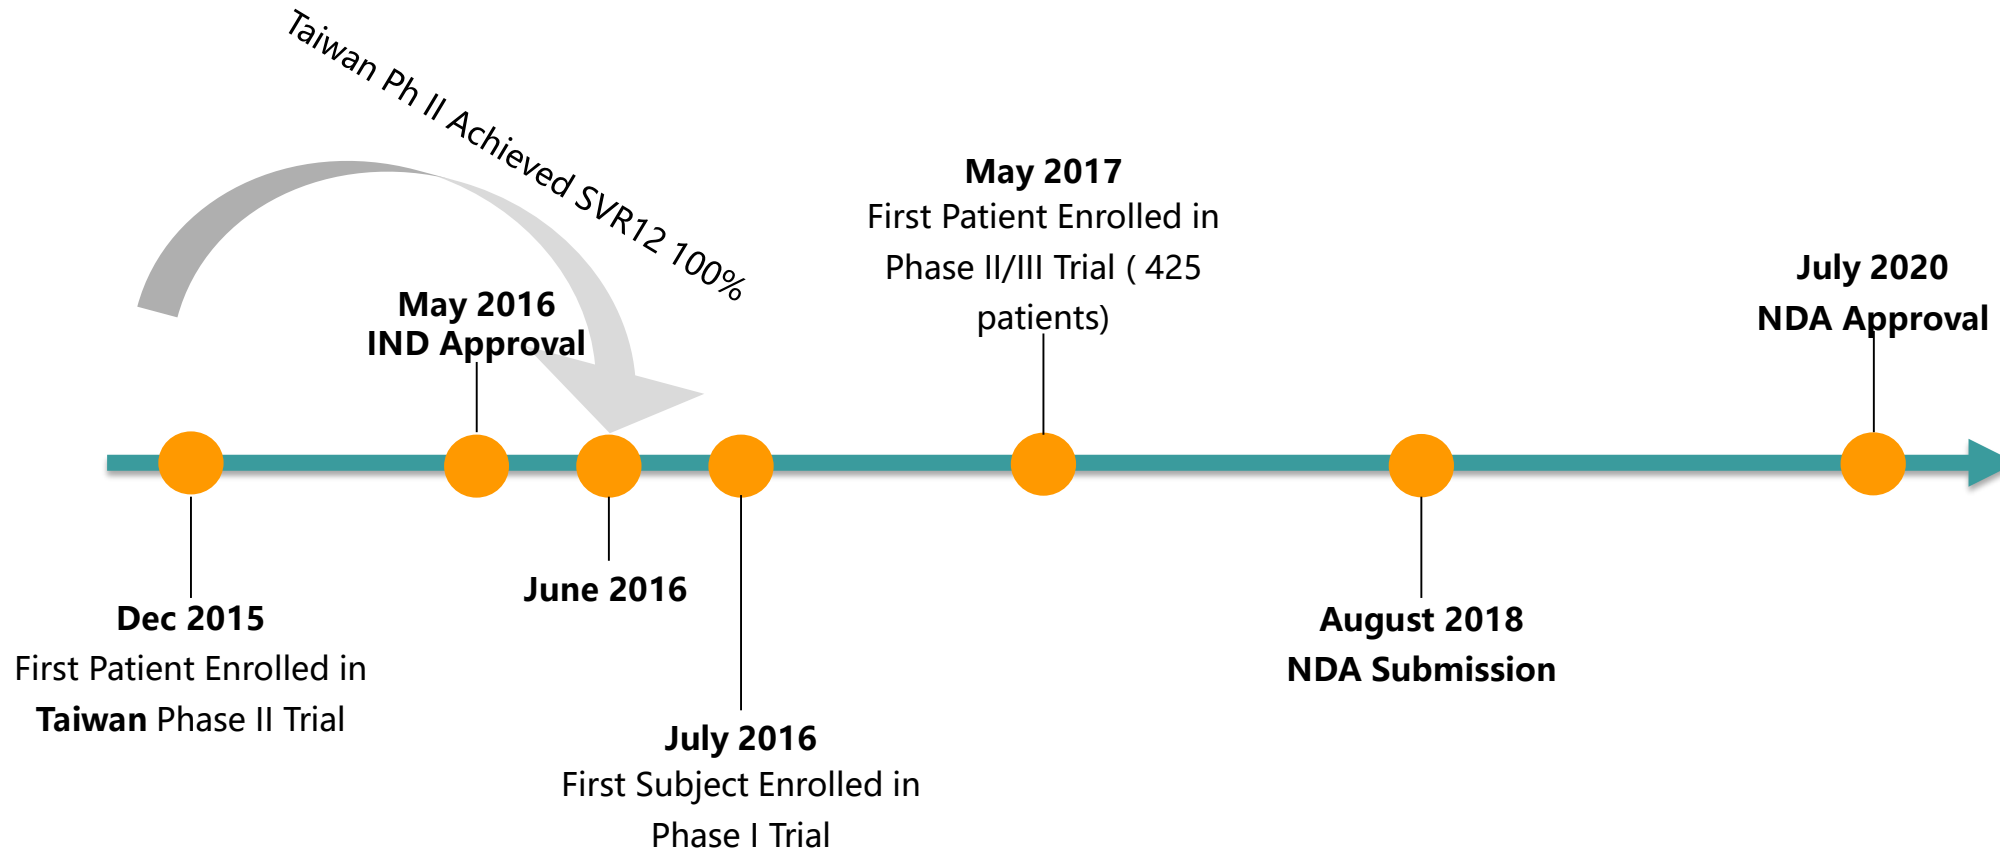 Taiwan Ph II Achieved SVR12 100%
May 2016
IND Approval
May 2017
First Patient Enrolled in
Phase II/III Trial ( 425
patients)
July 2020
NDA Approval
Dec 2015
First Patient Enrolled in
Taiwan Phase II Trial
June 2016
July 2016
First Subject Enrolled in
Phase I Trial
August 2018
NDA Submission